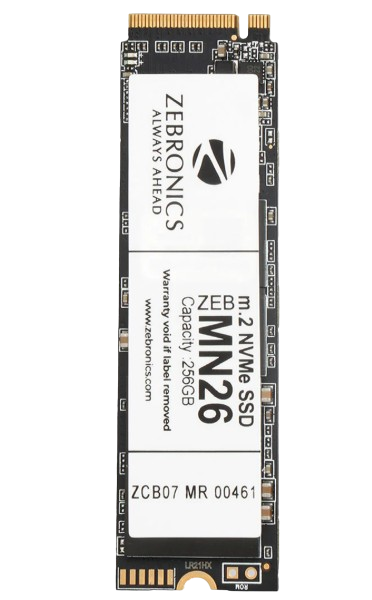 ZEBRONICS
ALWAYS AHEAD
m.2 NVMe SSD
ZEB MN26
Capacity :256GB
Warranty void if label removed
www.zebronics.com
ZCB07 MR 00461
LR21HX
ROW